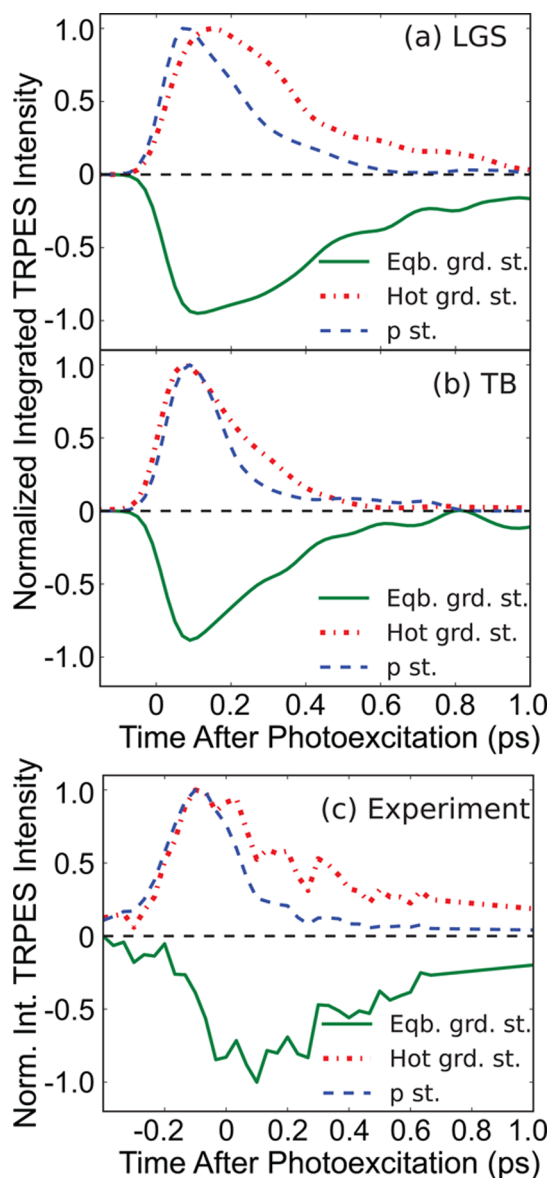 (a) LGS
1.0
0.5
0
-0.5
-1.0
Eqb. grd. st.
Hot grd. st.
p st.
Normalized Integrated TRPES Intensity
(b) TB
1.0
0.5
0
-0.5
-1.0
Eqb. grd. st.
Hot grd. st.
p st.
0 0.2 0.4 0.6 0.8 1.0
Time After Photoexcitation (ps)
(c) Experiment
1.0
0.5
0
-0.5
-1.0
Norm. Int. TRPES Intensity
Eqb. grd. st.
Hot grd. st.
p st.
-0.2 0 0.2 0.4 0.6 0.8 1.0
Time After Photoexcitation (ps)